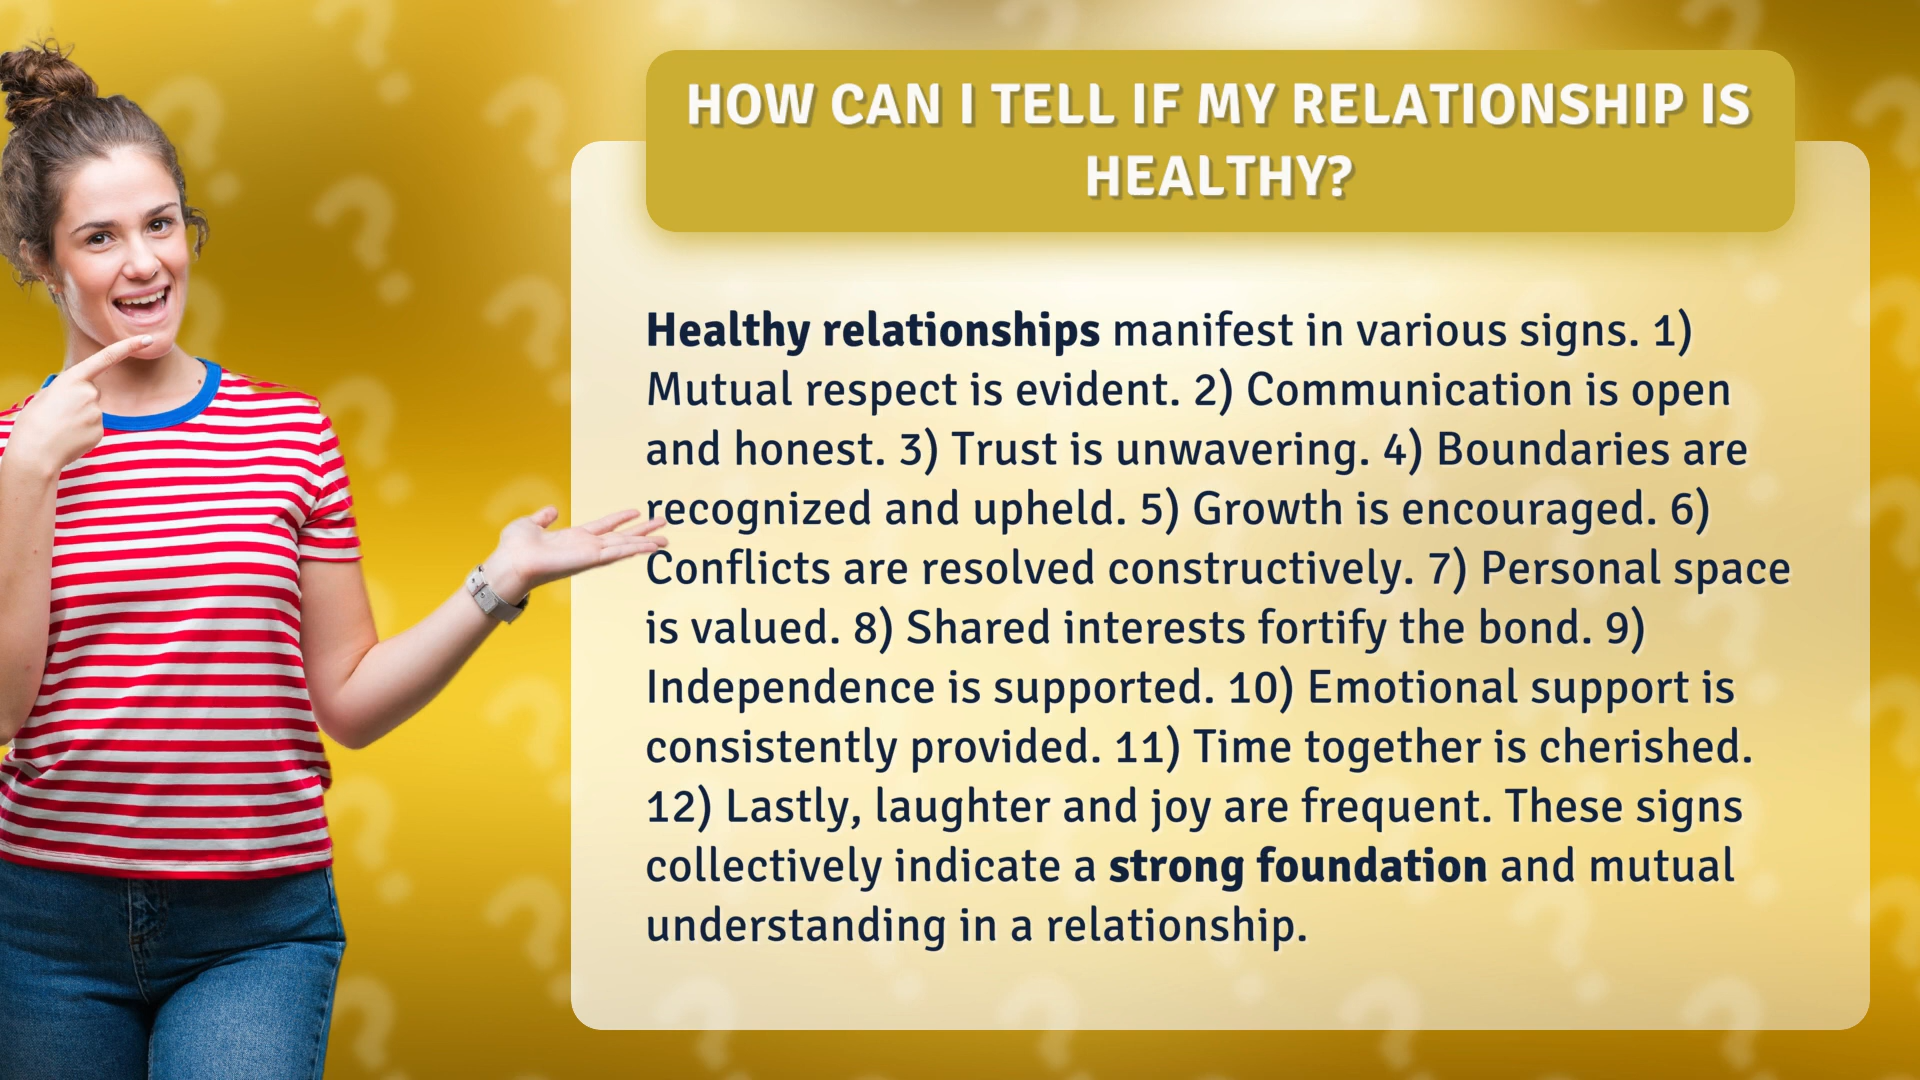 HOW CAN I TELL IF MY RELATIONSHIP IS
HEALTHY?
Healthy relationships manifest in various signs. 1)
Mutual respect is evident. 2) Communication is open
and honest. 3) Trust is unwavering. 4) Boundaries are
recognized and upheld. 5) Growth is encouraged. 6)
Conflicts are resolved constructively. 7) Personal space
is valued. 8) Shared interests fortify the bond. 9)
Independence is supported. 10) Emotional support is
consistently provided. 11) Time together is cherished.
12) Lastly, laughter and joy are frequent. These signs
collectively indicate a strong foundation and mutual
understanding in a relationship.